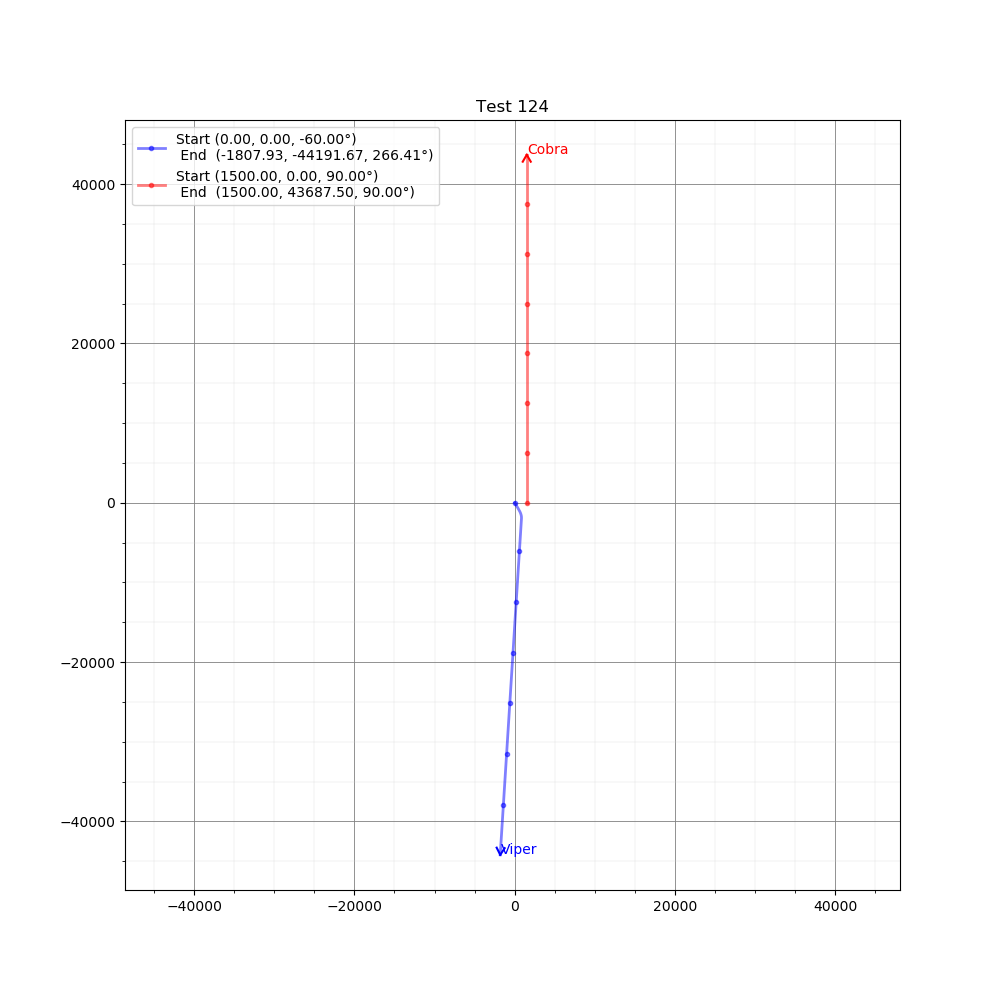 Test 124
Start (0.00, 0.00, -60.00°)
End (-1807.93, -44191.67, 266.41°)
Start (1500.00, 0.00, 90.00°)
End (1500.00, 43687.50, 90.00°)
Cobra
40000
20000
0
−20000
−40000
Viper
−40000
−20000
0
20000
40000